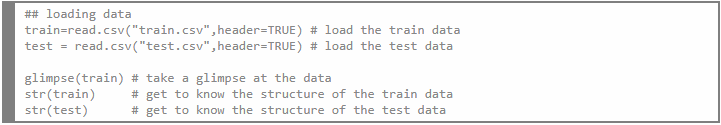 ## loading data
train=read.csv("train.csv",header=TRUE) # load the train data
test = read.csv("test.csv",header=TRUE) # load the test data
glimpse(train) # take a glimpse at the data
str(train)     # get to know the structure of the train data
str(test)      # get to know the structure of the test data